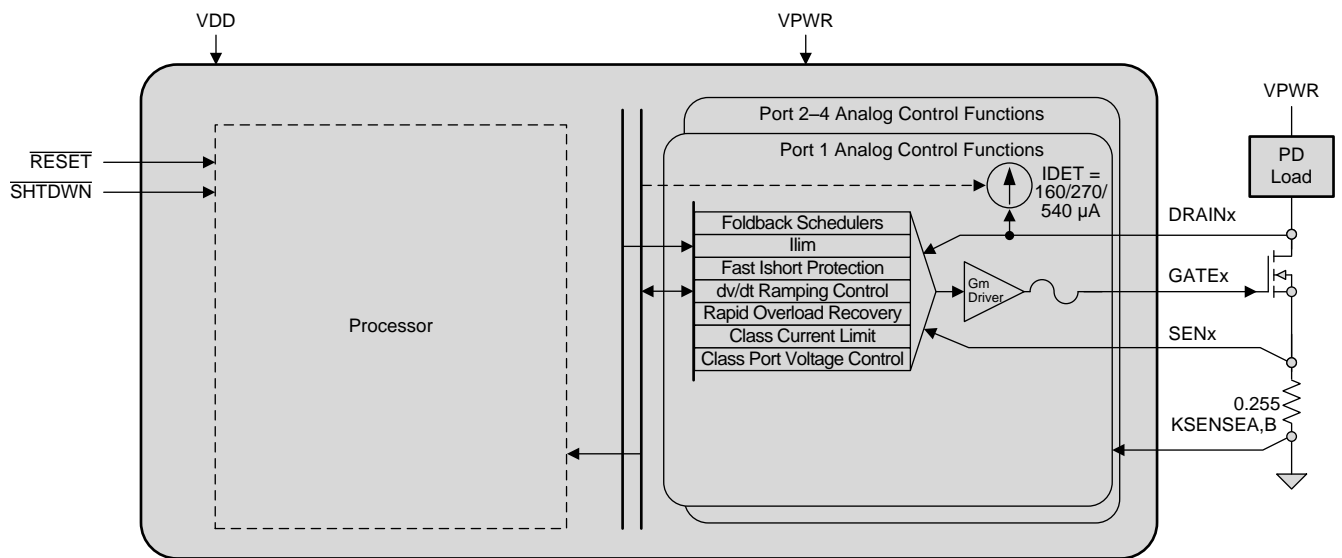 VDD
VPWR
VPWR
Port 2–4 Analog Control Functions
Port 1 Analog Control Functions
RESET
SHTDWN
PD
Load
IDET =
160/270/
540 µA
DRAINx
Foldback Schedulers
Ilim
Fast Ishort Protection
dv/dt Ramping Control
Rapid Overload Recovery
Class Current Limit
Class Port Voltage Control
Gm
Driver
GATEx
Processor
SENx
0.255
KSENSEA,B